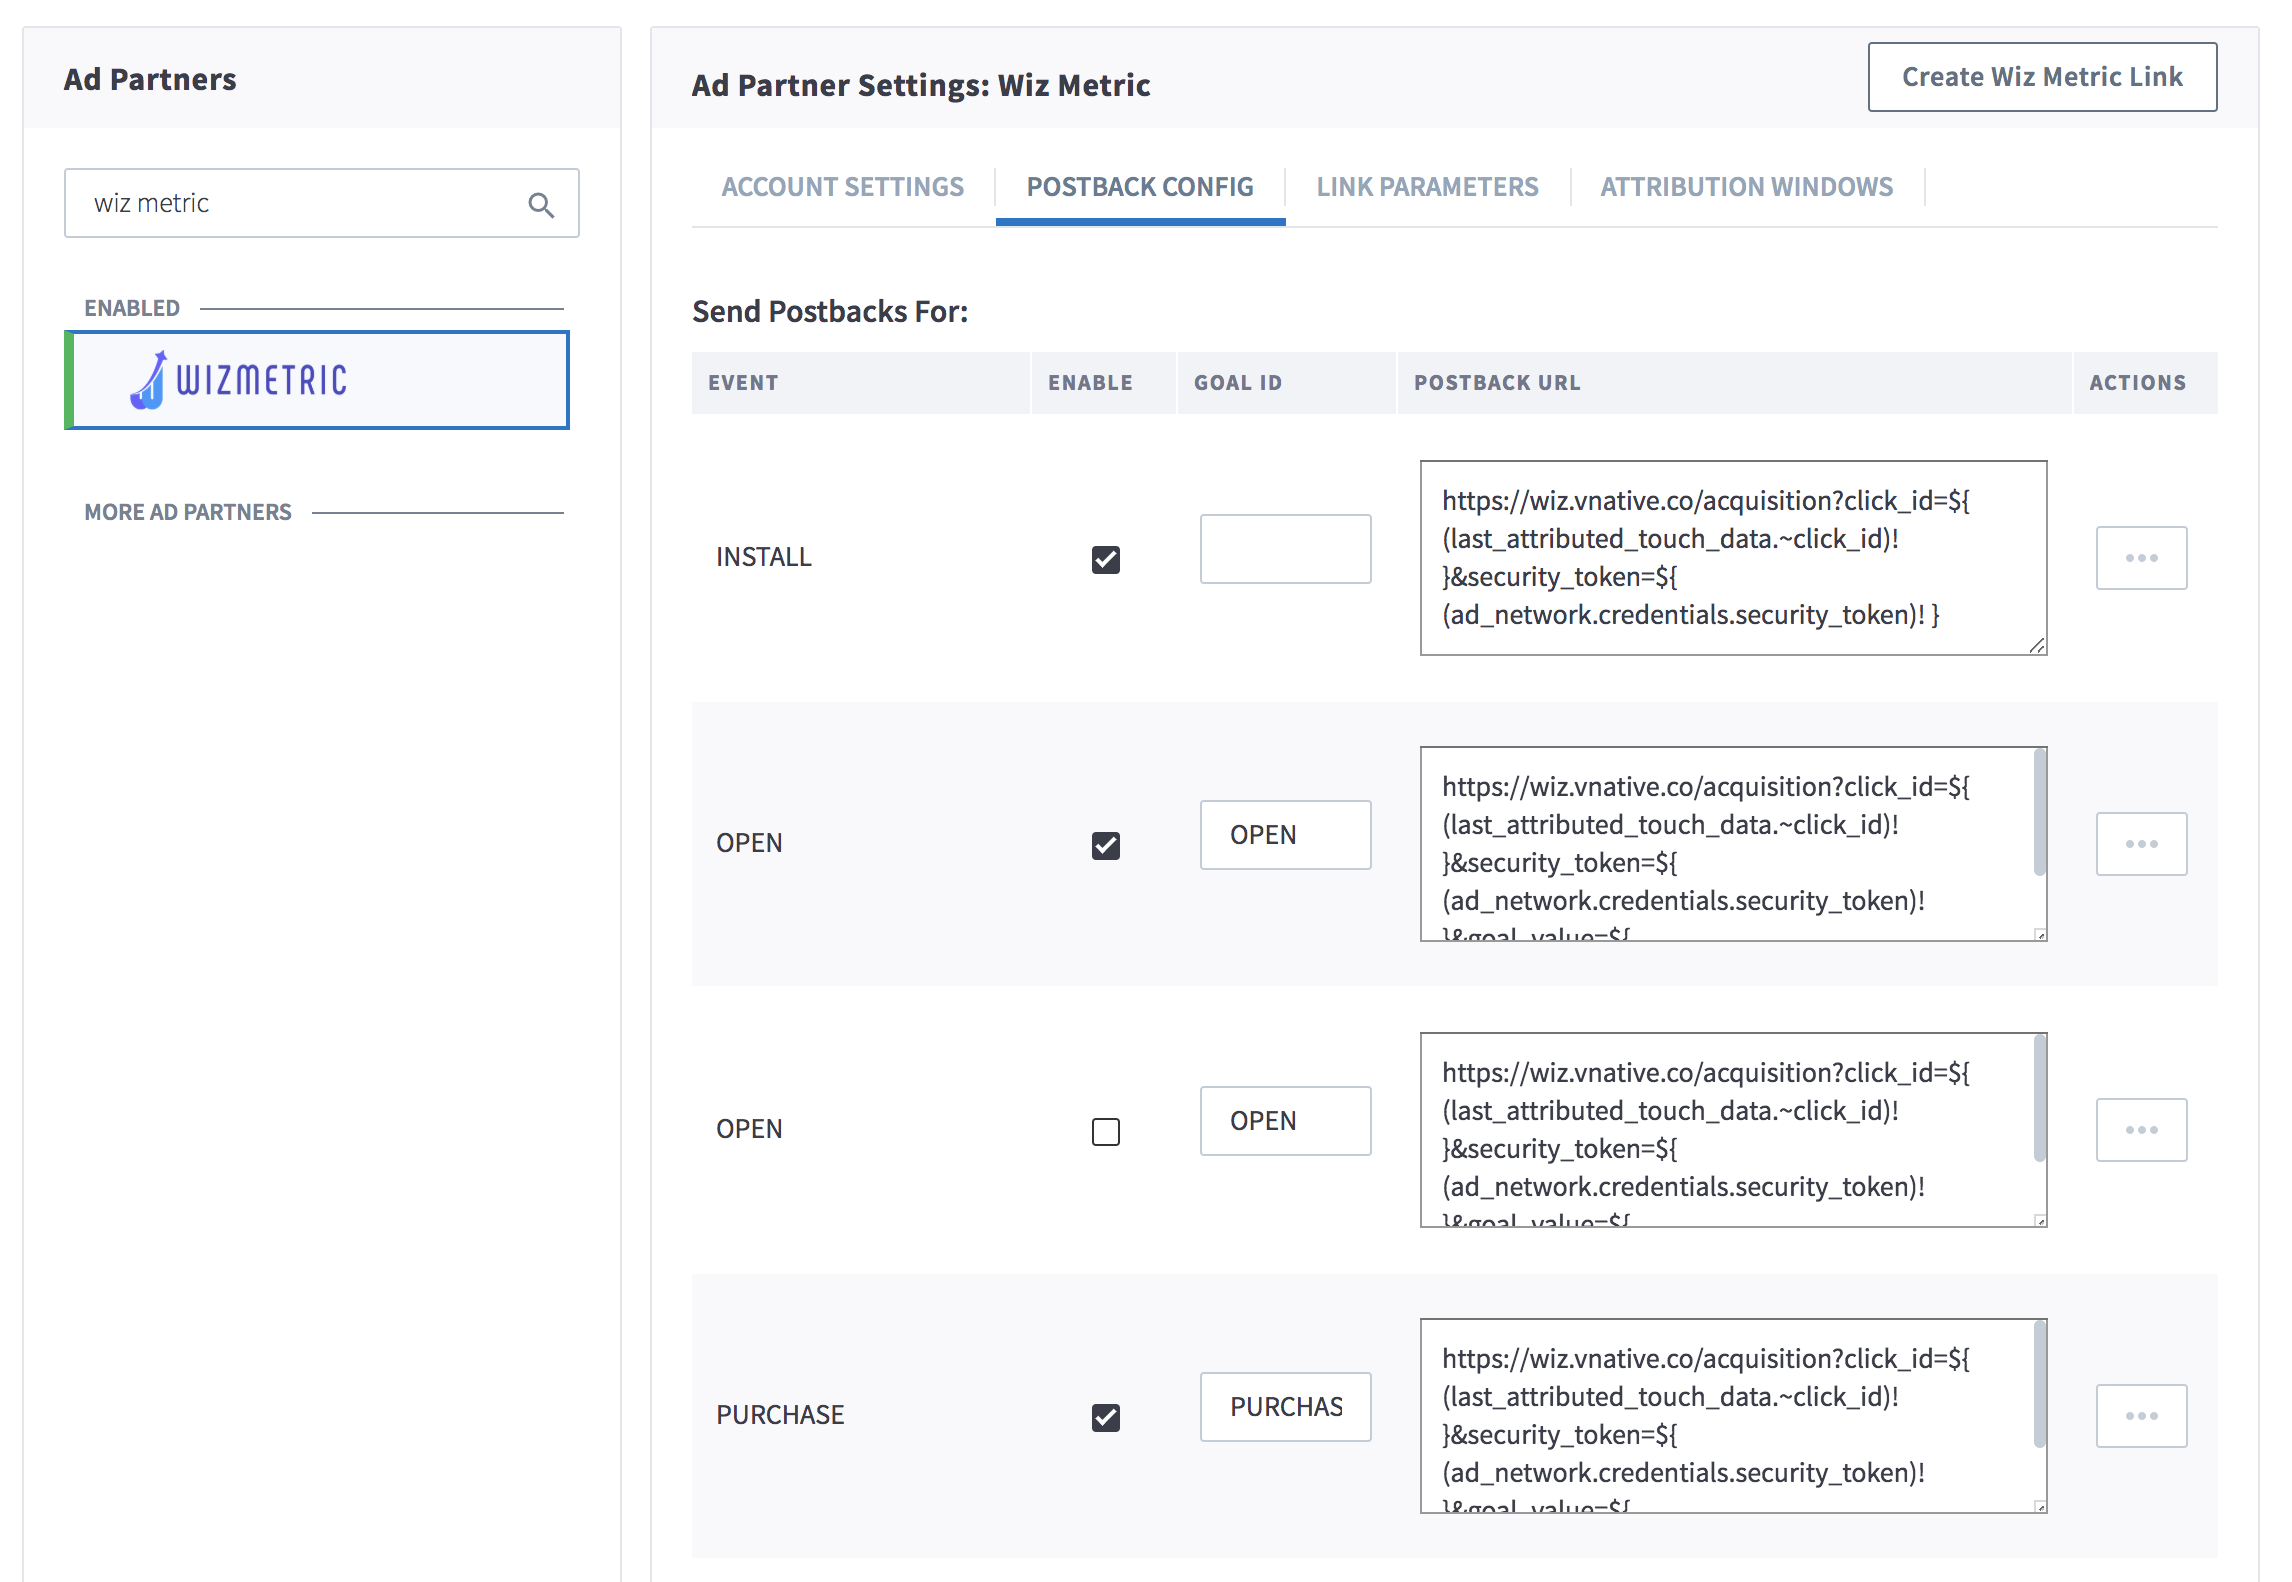 Ad Partners
wiz metric
ENABLED
WIZMETRIC
MORE AD PARTNERS
Ad Partner Settings: Wiz Metric
Create Wiz Metric Link
ACCOUNT SETTINGS
POSTBACK CONFIG
LINK PARAMETERS
ATTRIBUTION WINDOWS
Send Postbacks For:
EVENT ENABLE GOAL ID POSTBACK URL ACTIONS
INSTALL
https://wiz.vnative.co/acquisition?click_id=${
(last_attributed_touch_data.~click_id)!
}&security_token=${
(ad_network.credentials.security_token)! }
OPEN
OPEN
https://wiz.vnative.co/acquisition?click_id=${
(last_attributed_touch_data.~click_id)!
}&security_token=${
(ad_network.credentials.security_token)!
}&goal_value=${
OPEN
OPEN
https://wiz.vnative.co/acquisition?click_id=${
(last_attributed_touch_data.~click_id)!
}&security_token=${
(ad_network.credentials.security_token)!
}&goal_value=${
PURCHASE
PURCHAS
https://wiz.vnative.co/acquisition?click_id=${
(last_attributed_touch_data.~click_id)!
}&security_token=${
(ad_network.credentials.security_token)!
}&goal_value=${